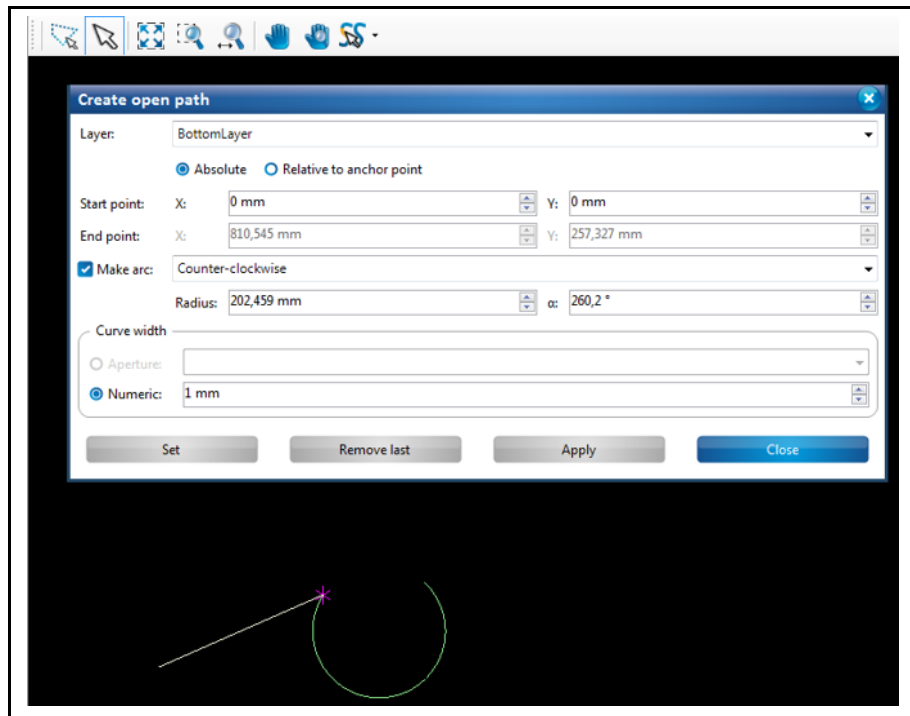 Create open path
Layer: BottomLayer
Absolute Relative to anchor point
Start point: X: 0 mm Y: 0 mm
End point: X: 810,545 mm Y: 257,327 mm
Make arc: Counter-clockwise
Radius: 202,459 mm α: 260,2 °
Curve width
Aperture:
Numeric: 1 mm
Set Remove last Apply Close